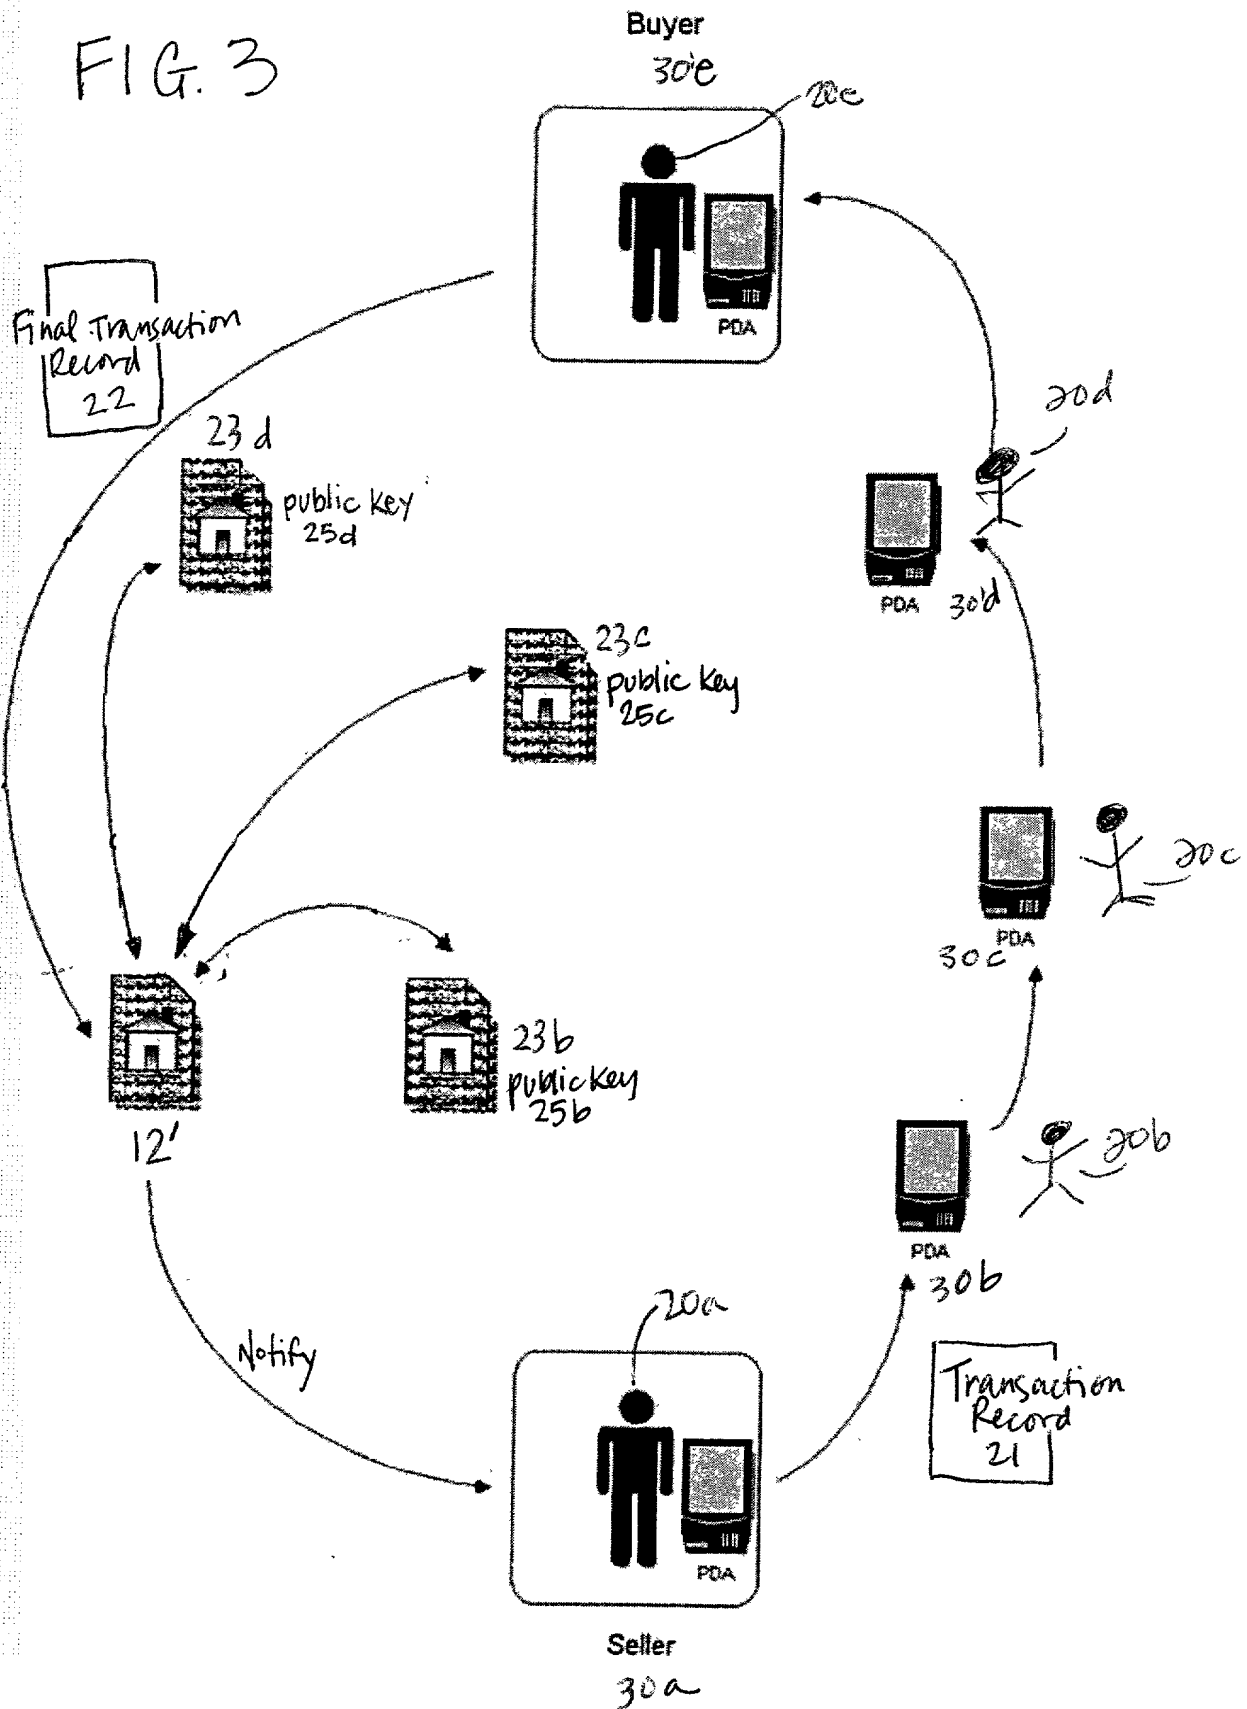 FIG. 3
Buyer
30'e
20e
PDA
Final Transaction
Record
22
20d
23d
public key
25d
PDA
30'd
23c
public key
25c
20c
PDA
30c
23b
public key
25b
12'
20b
PDA
30b
Notify
20a
Transaction
Record
21
PDA
Seller
30a